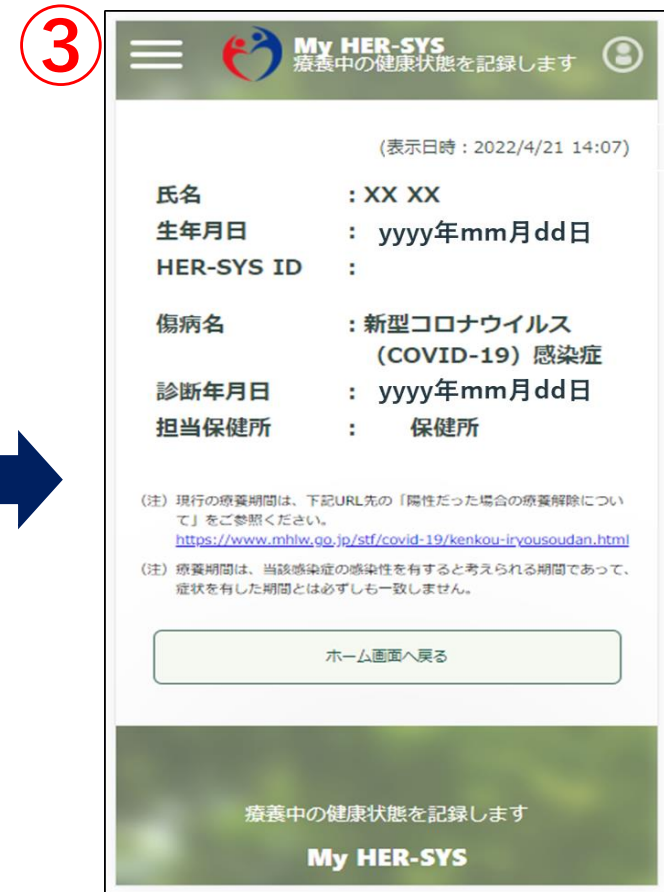 ③
My HER-SYS
療養中の健康状態を記録します
(表示日時：2022/4/21 14:07)
氏名 ：XX XX
生年月日 ： yyyy年mm月dd日
HER-SYS ID ：
傷病名 ：新型コロナウイルス
(COVID-19) 感染症
診断年月日 ： yyyy年mm月dd日
担当保健所 ： 保健所
（注）現行の療養期間は、下記URL先の「陽性だった場合の療養解除につい
て」をご参照ください。
https://www.mhlw.go.jp/stf/covid-19/kenkou-iryousoudan.html
（注）療養期間は、当該感染症の感染性を有すると考えられる期間であって、
症状を有した期間とは必ずしも一致しません。
ホーム画面へ戻る
療養中の健康状態を記録します
My HER-SYS